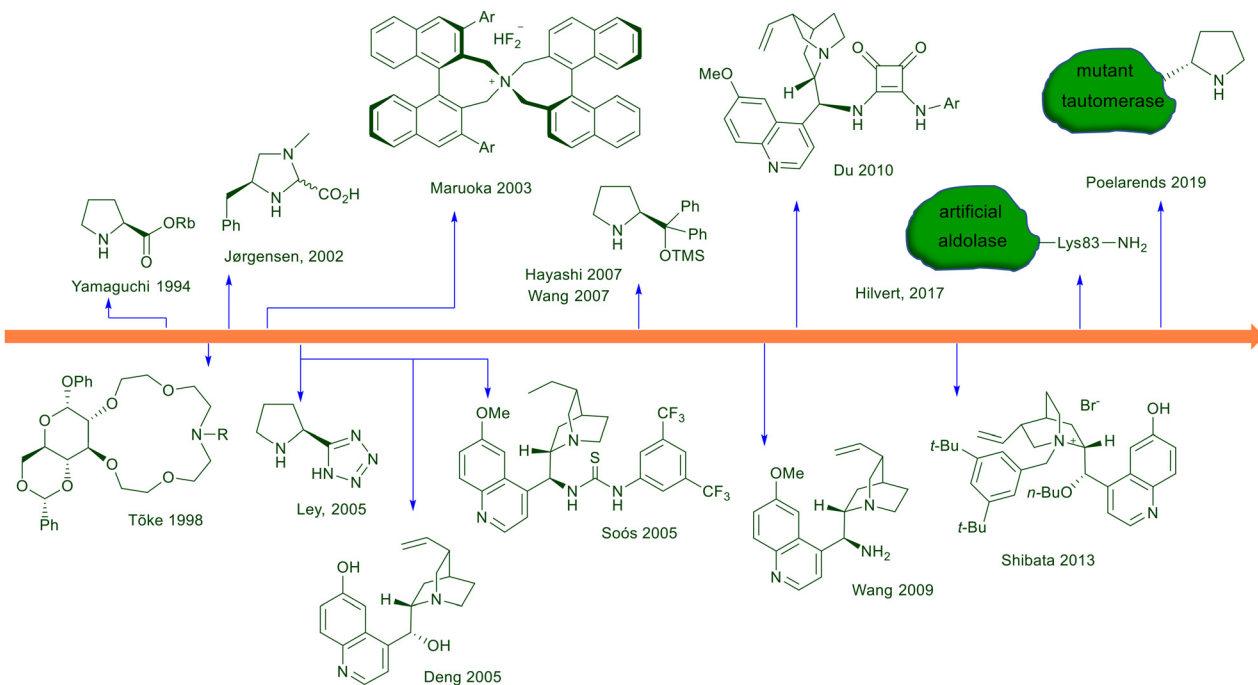 Ar
HF2−
N
+
Ar
Maruoka 2003
N
N
H
CO2H
Ph
Jørgensen, 2002
N
H
ORb
O
Yamaguchi 1994
N
H
Ph
Ph
OTMS
Hayashi 2007
Wang 2007
N
O
O
MeO
H
N
H
N
H
Ar
N
Du 2010
mutant
tautomerase
N
H
Poelarends 2019
artificial
aldolase
Lys83
NH2
Hilvert, 2017
OPh
O
O
O
O
N
R
O
O
O
O
Ph
Tõke 1998
N
H
N
HN
N
N
Ley, 2005
OMe
N
H
S
N
H
N
H
CF3
CF3
N
Soós 2005
OH
N
H
OH
N
Deng 2005
OMe
N
H
NH2
N
Wang 2009
Br-
OH
N
+
H
t-Bu
n-BuO
t-Bu
N
Shibata 2013